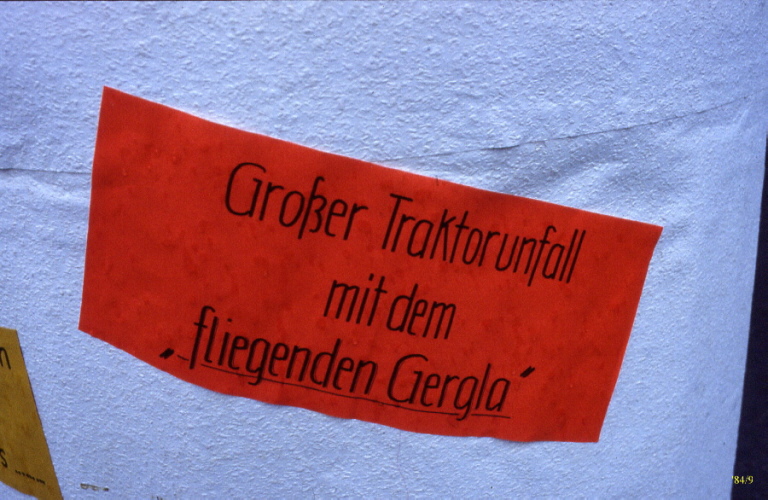 Großer Traktorunfall
mit dem
„fliegenden Gergla"
n
s ...
'84/9